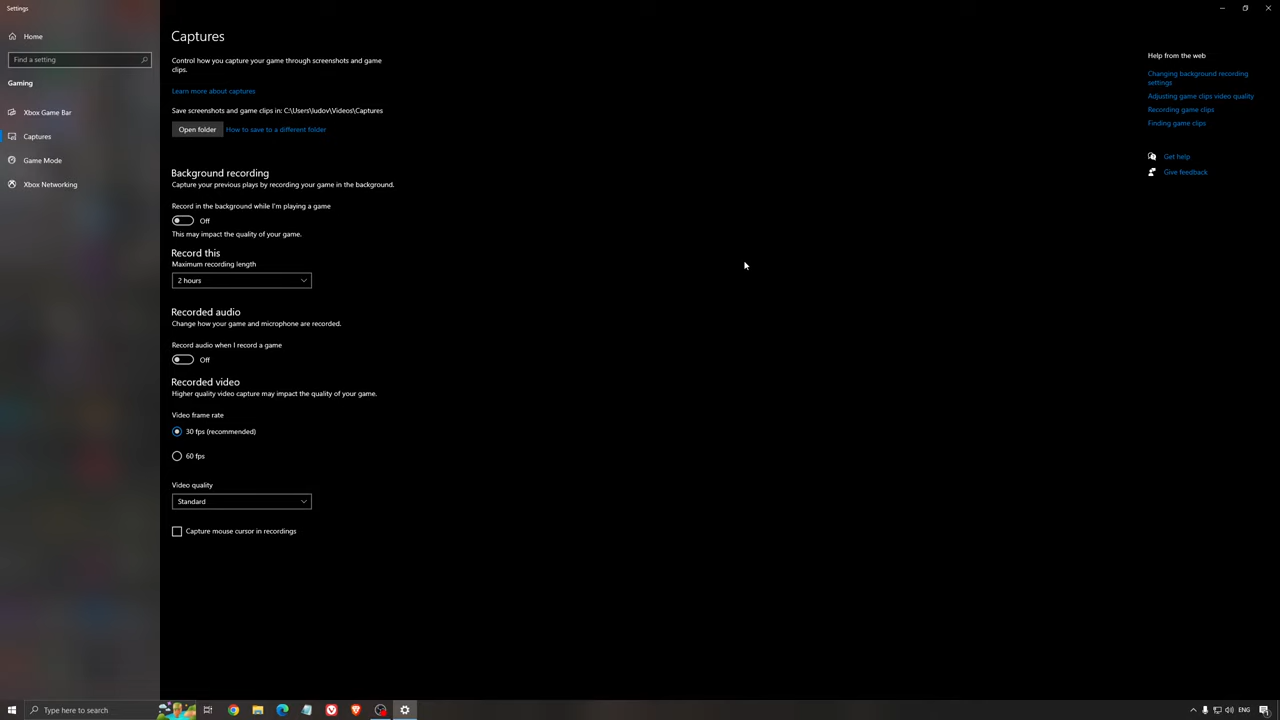 Settings
Home
Find a setting
Gaming
Xbox Game Bar
Captures
Game Mode
Xbox Networking
Captures
Control how you capture your game through screenshots and game
clips.
Learn more about captures
Save screenshots and game clips in: C:\Users\ludov\Videos\Captures
Open folder
How to save to a different folder
Background recording
Capture your previous plays by recording your game in the background.
Record in the background while I'm playing a game
Off
This may impact the quality of your game.
Record this
Maximum recording length
2 hours
Recorded audio
Change how your game and microphone are recorded.
Record audio when I record a game
Off
Recorded video
Higher quality video capture may impact the quality of your game.
Video frame rate
30 fps (recommended)
60 fps
Video quality
Standard
Capture mouse cursor in recordings
Help from the web
Changing background recording
settings
Adjusting game clips video quality
Recording game clips
Finding game clips
Get help
Give feedback
Type here to search
ENG